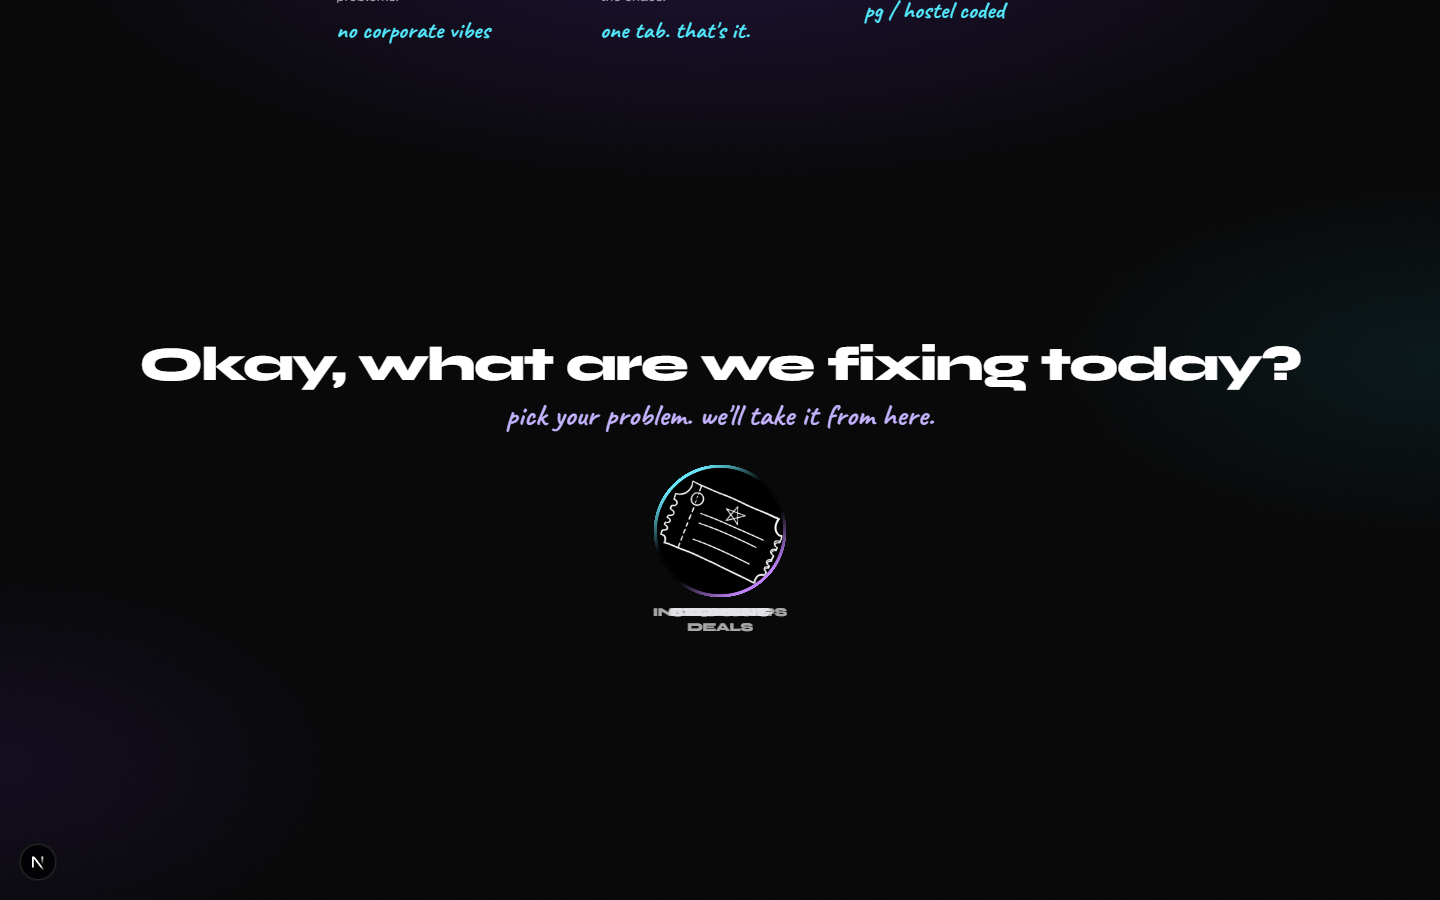 no corporate vibes
one tab. that's it.
pg / hostel coded
Okay, what are we fixing today?
pick your problem. we'll take it from here.
DEALS
N